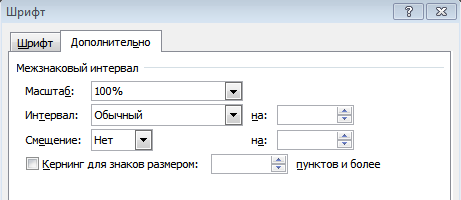 Шрифт
Шрифт Дополнительно
Межзнаковый интервал
Масштаб: 100%
Интервал: Обычный на:
Смещение: Нет на:
Кернинг для знаков размером: пунктов и более